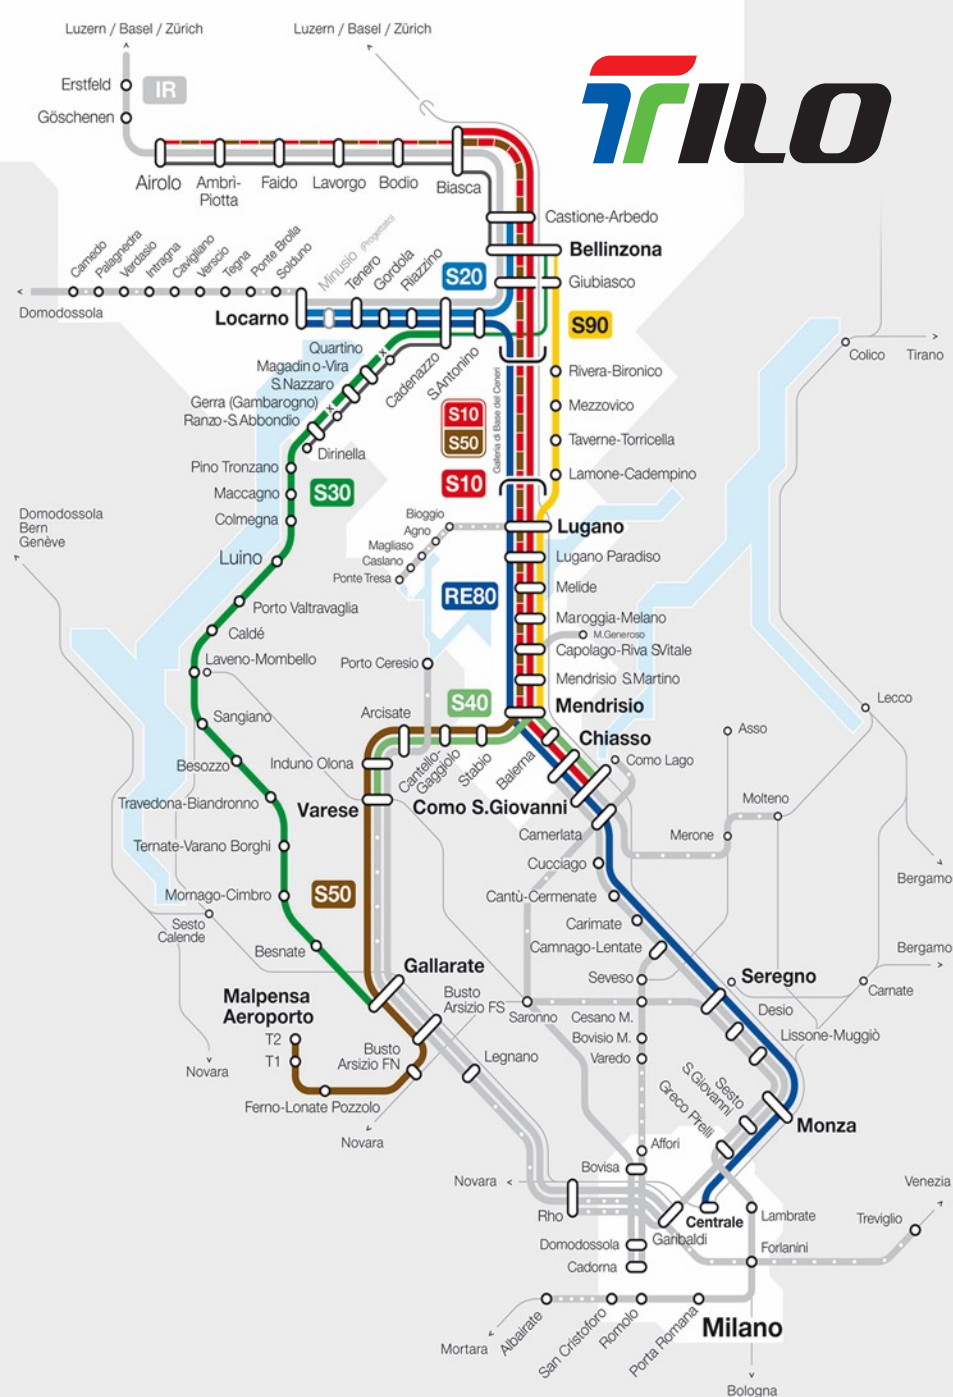 Luzern / Basel / Zürich
Luzern / Basel / Zürich
TILO
Erstfeld
IR
Göschenen
Airolo
Ambrì-
Piotta
Faido
Lavorgo
Bodio
Biasca
Castione-Arbedo
Bellinzona
Giubiasco
S20
S90
Camedo
Palagnedra
Verdasio
Intragna
Cavigliano
Verscio
Tegna
Ponte Brolla
Solduno
Minusio (Progettato)
Tenero
Gordola
Riazzino
Domodossola
Locarno
Quartino
Magadino-Vira
S.Nazzaro
Gerra (Gambarogno)
Ranzo-S.Abbondio
Cadenazzo
S.Antonino
Dirinella
Galleria di Base del Ceneri
S10
S50
S10
Rivera-Bironico
Mezzovico
Taverne-Torricella
Lamone-Cadempino
Colico
Tirano
Pino Tronzano
Maccagno
Colmegna
S30
Luino
Porto Valtravaglia
Caldé
Laveno-Mombello
Sangiano
Besozzo
Travedona-Biandronno
Ternate-Varano Borghi
Mornago-Cimbro
Besnate
Domodossola
Bern
Genève
Bioggio
Agno
Magliaso
Caslano
Ponte Tresa
Lugano
Lugano Paradiso
RE80
Melide
Maroggia-Melano
M.Generoso
Capolago-Riva S.Vitale
Mendrisio S.Martino
Mendrisio
Porto Ceresio
S40
Arcisate
Induno Olona
Cantello-
Gaggiolo
Stabio
Varese
Balerna
Chiasso
Como Lago
Como S.Giovanni
Camerlata
Cucciago
Cantù-Cermenate
Carimate
Camnago-Lentate
Lecco
Asso
Molteno
Merone
Bergamo
Bergamo
Carnate
S50
Sesto
Calende
Gallarate
Malpensa
Aeroporto
T2
T1
Ferno-Lonate Pozzolo
Busto
Arsizio FN
Busto
Arsizio FS
Legnano
Novara
Novara
Saronno
Seveso
Cesano M.
Bovisio M.
Varedo
Seregno
Desio
Lissone-Muggiò
Sesto
S.Giovanni
Greco Pirelli
Monza
Affori
Bovisa
Novara
Rho
Domodossola
Cadorna
Garibaldi
Centrale
Lambrate
Forlanini
Treviglio
Venezia
Mortara
Albairate
San Cristoforo
Romolo
Porta Romana
Milano
Bologna